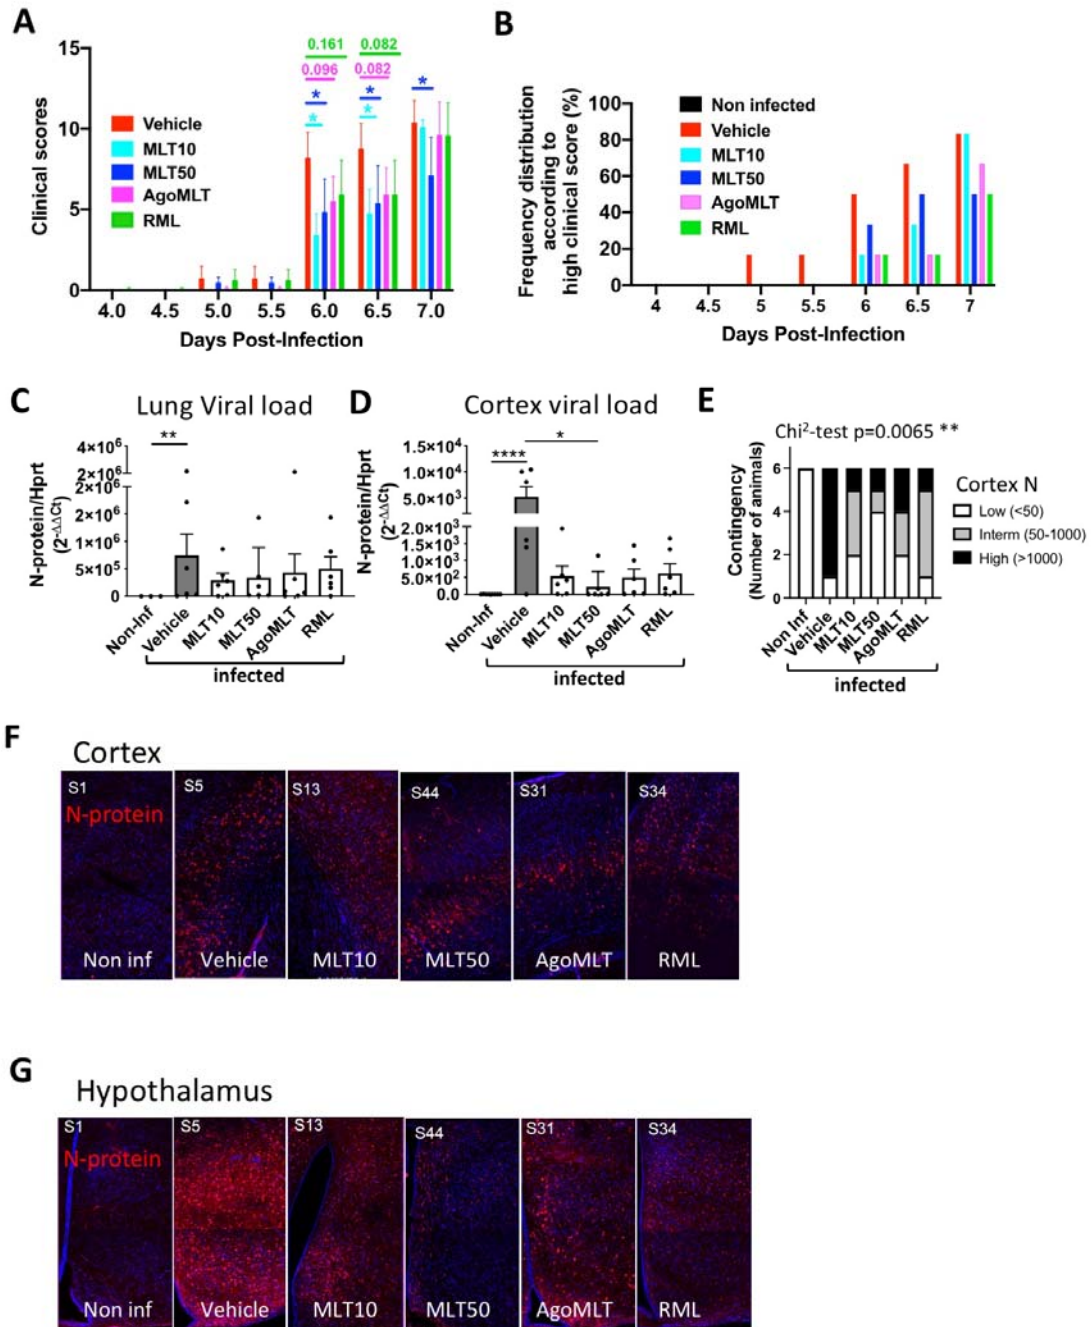 A
Clinical scores
15
10
5
0
Vehicle
MLT10
MLT50
AgoMLT
RML
0.161
0.096
*
*
0.082
0.082
*
*
*
4.0 4.5 5.0 5.5 6.0 6.5 7.0
Days Post-Infection
B
Frequency distribution
according to
high clinical score (%)
100
80
60
40
20
0
Non infected
Vehicle
MLT10
MLT50
AgoMLT
RML
4 4.5 5 5.5 6 6.5 7
Days Post-Infection
C
Lung Viral load
N-protein/Hprt
(2-ΔΔCt)
4×10⁶
2×10⁶
2×10⁶
1×10⁶
5×10⁵
0
**
Non-Inf Vehicle MLT10 MLT50 AgoMLT RML
infected
D
Cortex viral load
N-protein/Hprt
(2-ΔΔCt)
1.5×10⁴
1.0×10⁴
5.0×10³
2.0×10³
1.5×10³
1.0×10³
5.0×10²
0.0
****
*
Non-Inf Vehicle MLT10 MLT50 AgoMLT RML
infected
E
Chi²-test p=0.0065 **
Contingency
(Number of animals)
6
4
2
0
Non Inf Vehicle MLT10 MLT50 AgoMLT RML
infected
Cortex N
Low (<50)
Interm (50-1000)
High (>1000)
F
Cortex
S1 S5 S13 S44 S31 S34
N-protein
Non inf Vehicle MLT10 MLT50 AgoMLT RML
G
Hypothalamus
S1 S5 S13 S44 S31 S34
N-protein
Non inf Vehicle MLT10 MLT50 AgoMLT RML